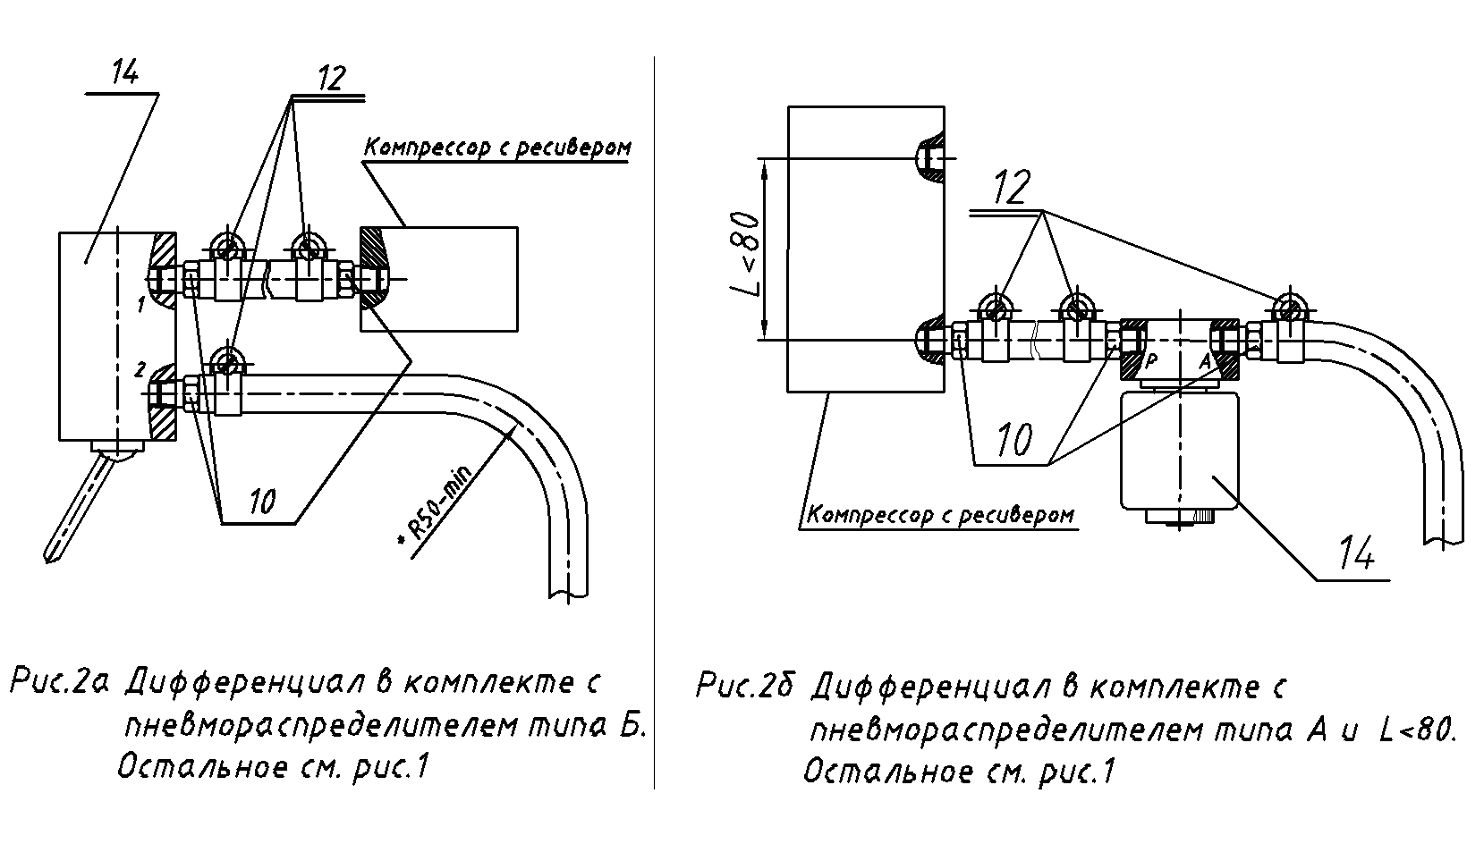 14
12
Компрессор с ресивером
1
2
10
* R50-min
Рис.2а Дифференциал в комплекте с
пневмораспределителем типа Б.
Остальное см. рис.1
L<80
12
P
A
10
Компрессор с ресивером
14
Рис.2б Дифференциал в комплекте с
пневмораспределителем типа А и L<80.
Остальное см. рис.1